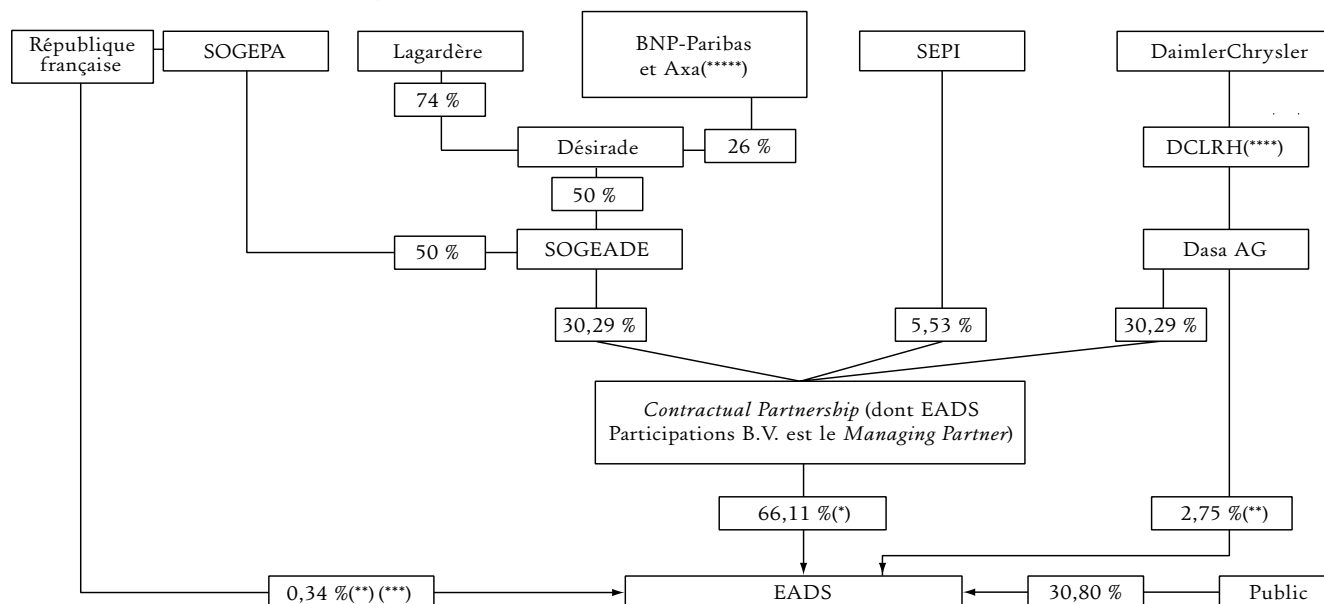 République
française
SOGEPA
Lagardère
BNP-Paribas
et Axa(*****)
SEPI
DaimlerChrysler
74 %
Désirade
26 %
DCLRH(****)
50 %
50 %
SOGEADE
Dasa AG
30,29 %
5,53 %
30,29 %
Contractual Partnership (dont EADS
Participations B.V. est le Managing Partner)
66,11 %(*)
2,75 %(**)
0,34 %(**) (***)
EADS
30,80 %
Public